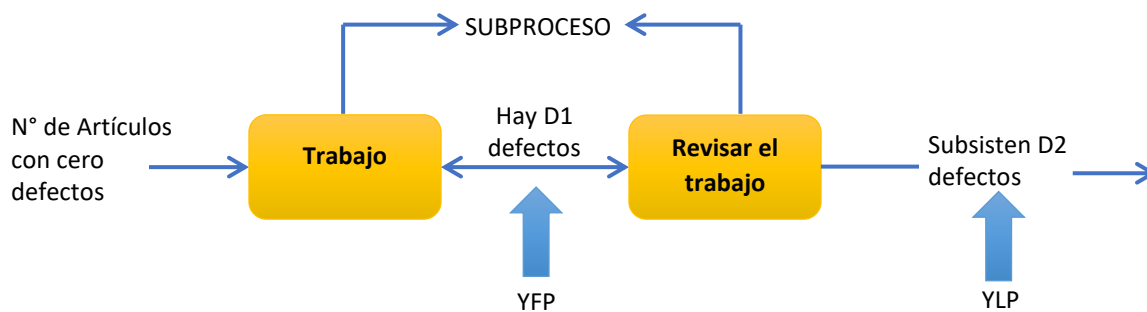 SUBPROCESO
N° de Artículos
con cero
defectos
Trabajo
Hay D1
defectos
Revisar el
trabajo
Subsisten D2
defectos
YFP
YLP